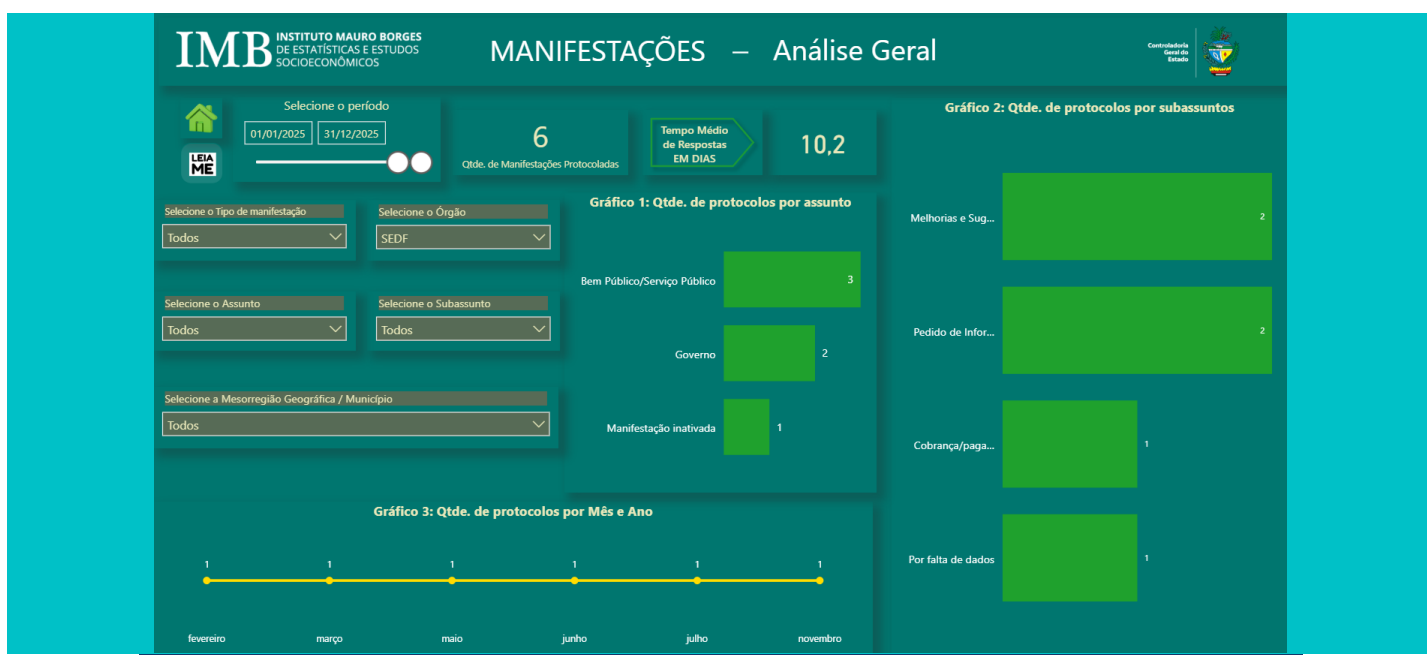 IMB INSTITUTO MAURO BORGES
DE ESTATÍSTICAS E ESTUDOS
SOCIOECONÔMICOS
MANIFESTAÇÕES – Análise Geral
Controladoria
Geral do
Estado
LEIA
ME
Selecione o período
01/01/2025 31/12/2025
6
Qtde. de Manifestações Protocoladas
Tempo Médio
de Respostas
EM DIAS
10,2
Selecione o Tipo de manifestação
Todos
Selecione o Órgão
SEDF
Selecione o Assunto
Todos
Selecione o Subassunto
Todos
Selecione a Mesorregião Geográfica / Município
Todos
Gráfico 1: Qtde. de protocolos por assunto
Bem Público/Serviço Público 3
Governo 2
Manifestação inativada 1
Gráfico 2: Qtde. de protocolos por subassuntos
Melhorias e Sug... 2
Pedido de Infor... 2
Cobrança/paga... 1
Por falta de dados 1
Gráfico 3: Qtde. de protocolos por Mês e Ano
1 1 1 1 1 1
fevereiro março maio junho julho novembro